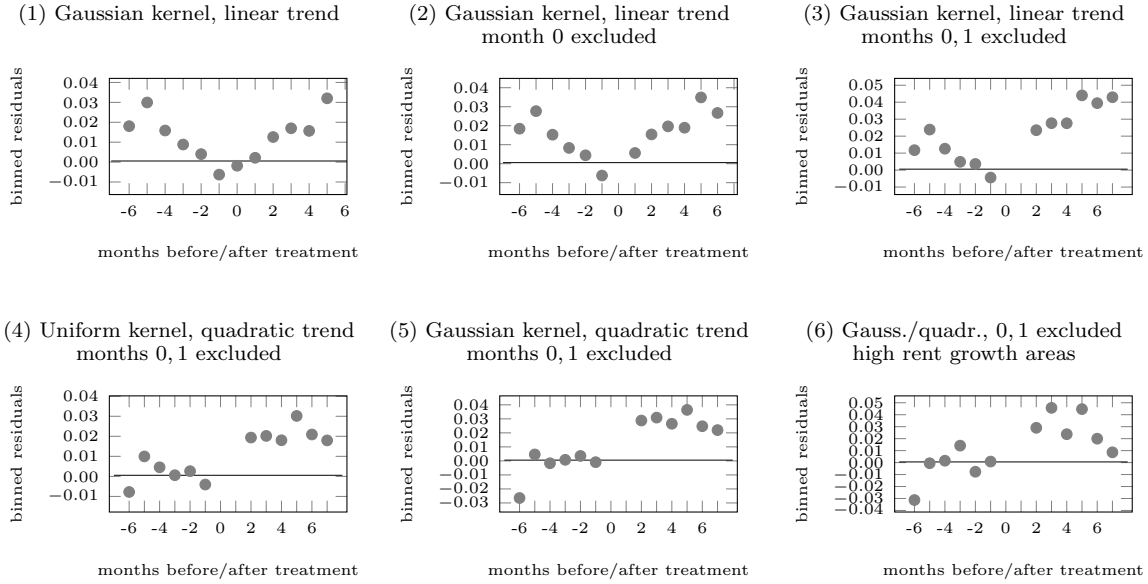 (1) Gaussian kernel, linear trend
binned residuals
0.04
0.03
0.02
0.01
0.00
−0.01
-6 -4 -2 0 2 4 6
months before/after treatment
(2) Gaussian kernel, linear trend
month 0 excluded
binned residuals
0.04
0.03
0.02
0.01
0.00
−0.01
-6 -4 -2 0 2 4 6
months before/after treatment
(3) Gaussian kernel, linear trend
months 0, 1 excluded
binned residuals
0.05
0.04
0.03
0.02
0.01
0.00
−0.01
-6 -4 -2 0 2 4 6
months before/after treatment
(4) Uniform kernel, quadratic trend
months 0, 1 excluded
binned residuals
0.04
0.03
0.02
0.01
0.00
−0.01
-6 -4 -2 0 2 4 6
months before/after treatment
(5) Gaussian kernel, quadratic trend
months 0, 1 excluded
binned residuals
0.04
0.03
0.02
0.01
0.00
−0.01
−0.02
−0.03
-6 -4 -2 0 2 4 6
months before/after treatment
(6) Gauss./quadr., 0, 1 excluded
high rent growth areas
binned residuals
0.05
0.04
0.03
0.02
0.01
0.00
−0.01
−0.02
−0.03
−0.04
-6 -4 -2 0 2 4 6
months before/after treatment